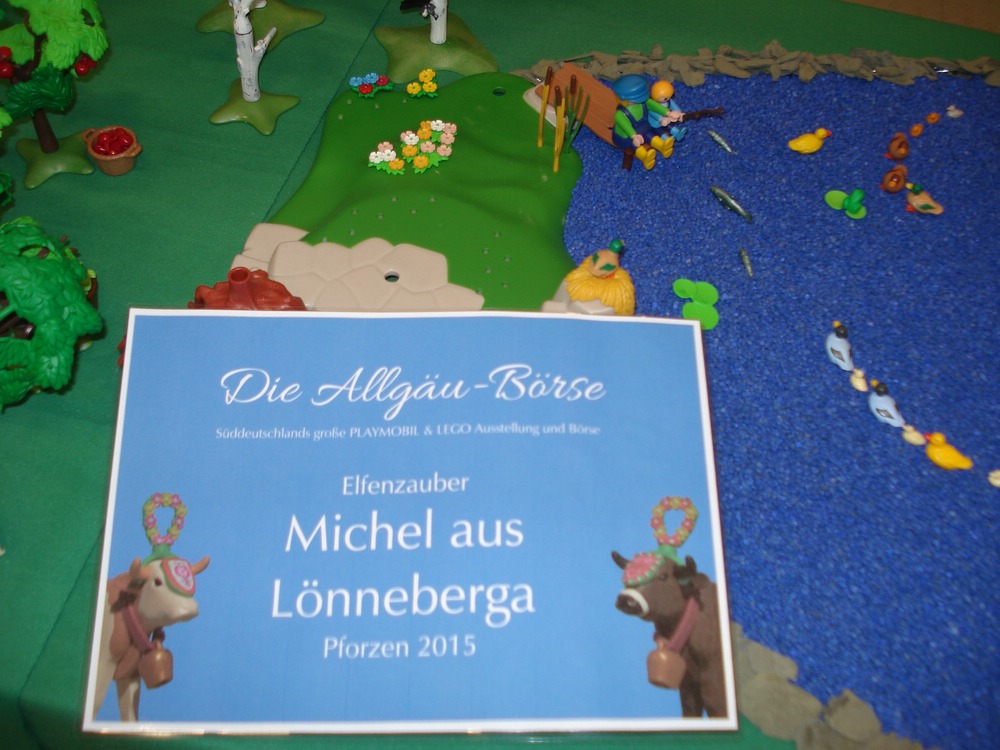 Die Allgäu-Börse
Süddeutschlands große PLAYMOBIL & LEGO Ausstellung und Börse
Elfenzauber
Michel aus
Lönneberga
Pforzen 2015